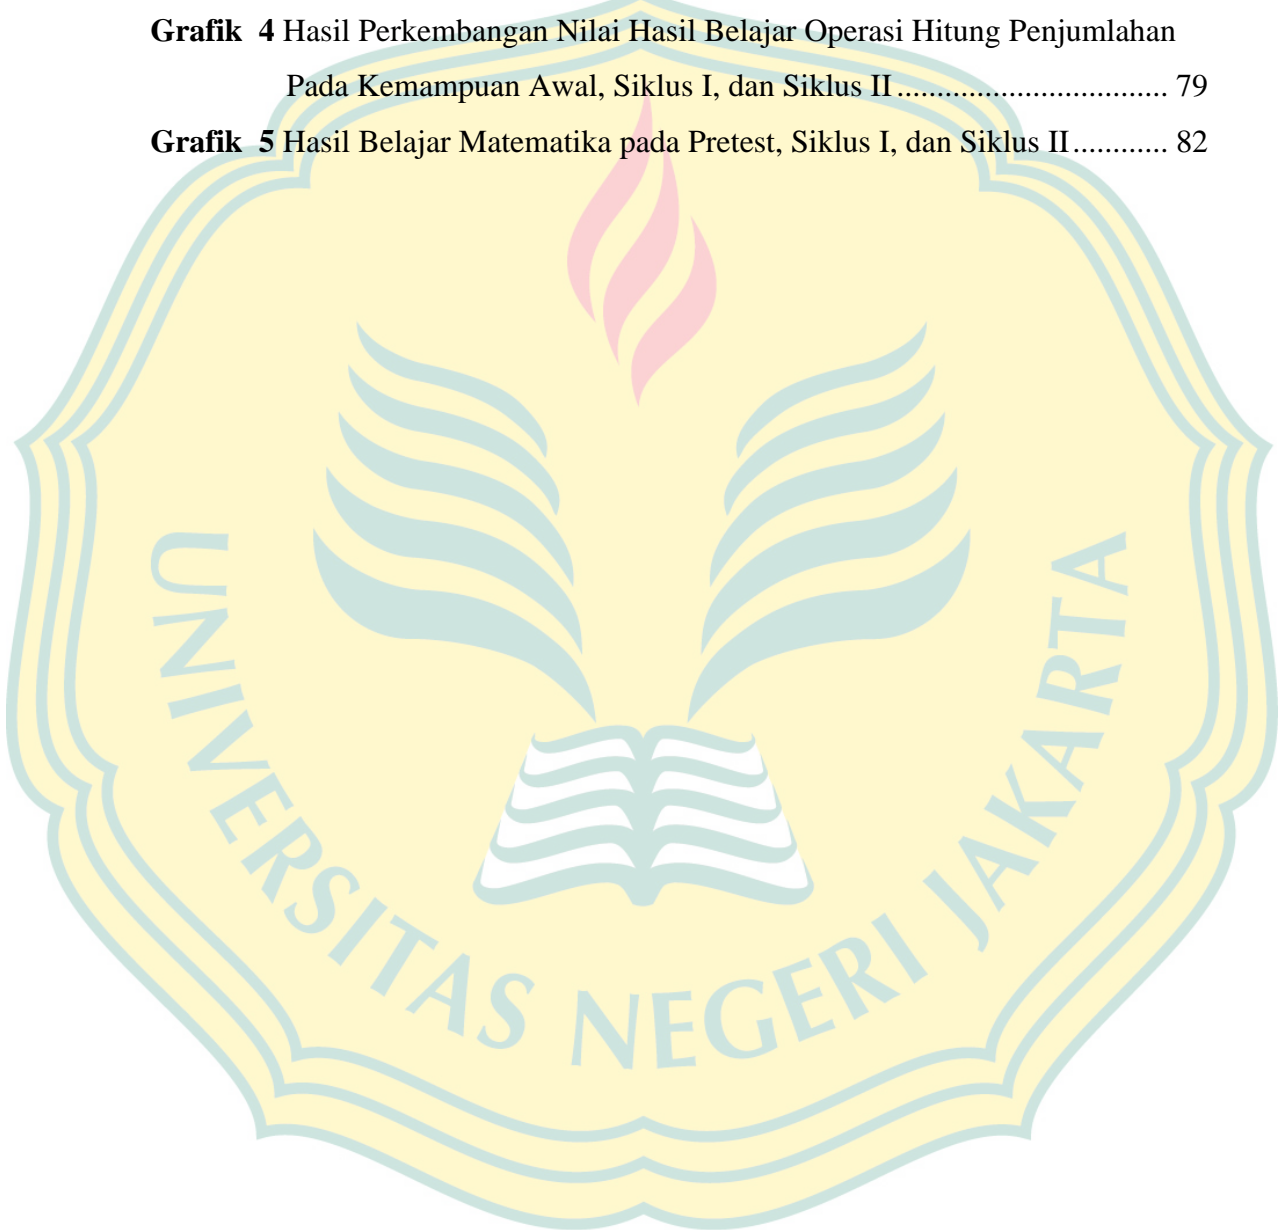 Grafik 4 Hasil Perkembangan Nilai Hasil Belajar Operasi Hitung Penjumlahan
Pada Kemampuan Awal, Siklus I, dan Siklus II .................................. 79
Grafik 5 Hasil Belajar Matematika pada Pretest, Siklus I, dan Siklus II ............ 82
UNIVERSITAS NEGERI JAKARTA